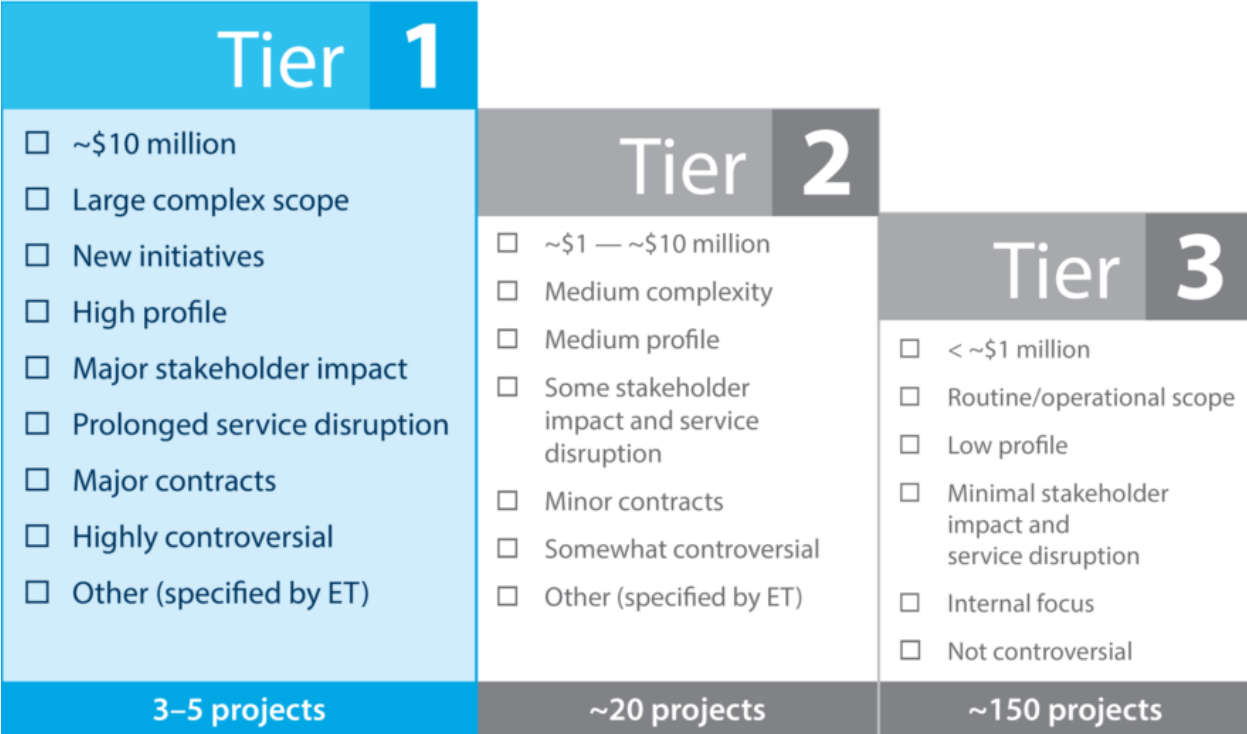 Tier 1
☐ ~$10 million
☐ Large complex scope
☐ New initiatives
☐ High profile
☐ Major stakeholder impact
☐ Prolonged service disruption
☐ Major contracts
☐ Highly controversial
☐ Other (specified by ET)
3–5 projects
Tier 2
☐ ~$1 — ~$10 million
☐ Medium complexity
☐ Medium profile
☐ Some stakeholder
impact and service
disruption
☐ Minor contracts
☐ Somewhat controversial
☐ Other (specified by ET)
~20 projects
Tier 3
☐ < ~$1 million
☐ Routine/operational scope
☐ Low profile
☐ Minimal stakeholder
impact and
service disruption
☐ Internal focus
☐ Not controversial
~150 projects